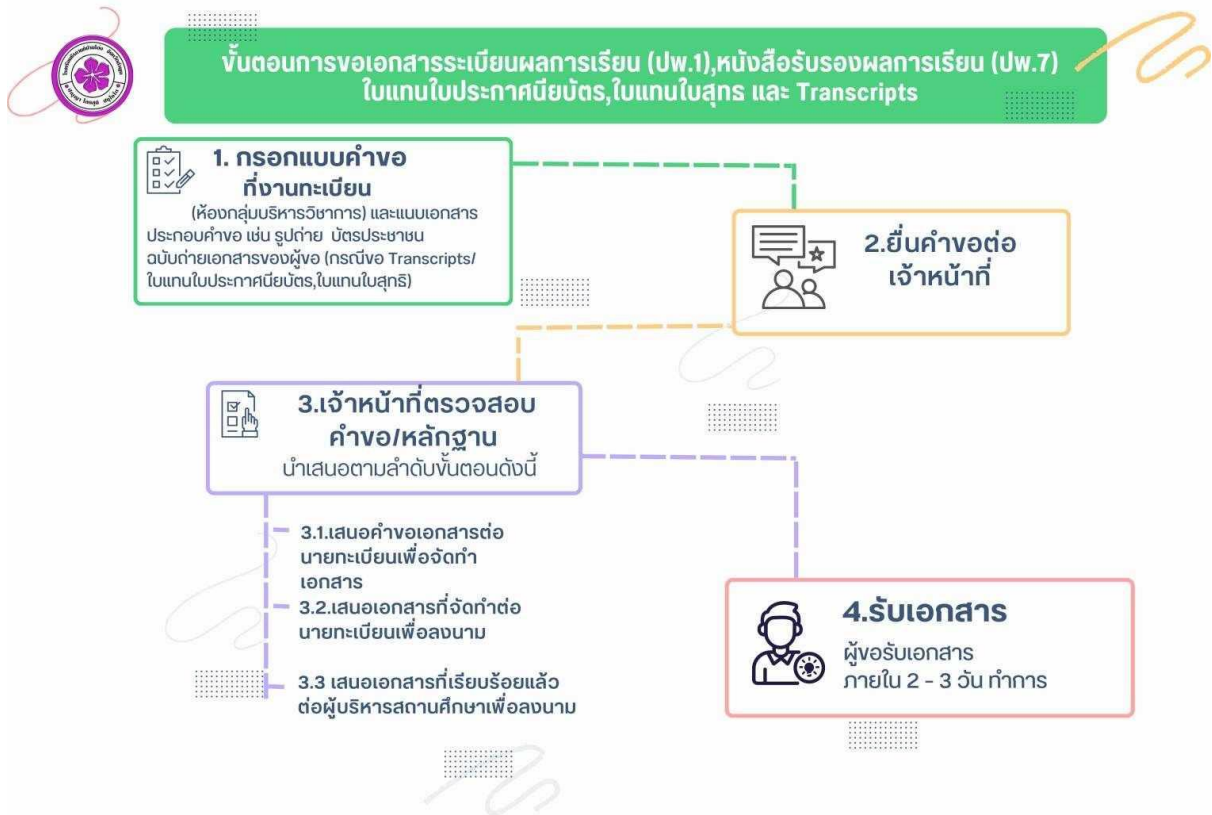 ขั้นตอนการขอเอกสารระเบียนผลการเรียน (ปพ.1),หนังสือรับรองผลการเรียน (ปพ.7)
ใบแทนใบประกาศนียบัตร,ใบแทนใบสุทธ และ Transcripts
1. กรอกแบบคำขอ
ที่งานทะเบียน
(ห้องกลุ่มบริหารวิชาการ) และแนบเอกสาร
ประกอบคำขอ เช่น รูปถ่าย บัตรประชาชน
ฉบับถ่ายเอกสารของผู้ขอ (กรณีขอ Transcripts/
ใบแทนใบประกาศนียบัตร,ใบแทนใบสุทธิ)
2.ยื่นคำขอต่อ
เจ้าหน้าที่
3.เจ้าหน้าที่ตรวจสอบ
คำขอ/หลักฐาน
นำเสนอตามลำดับขั้นตอนดังนี้
3.1.เสนอคำขอเอกสารต่อ
นายทะเบียนเพื่อจัดทำ
เอกสาร
3.2.เสนอเอกสารที่จัดทำต่อ
นายทะเบียนเพื่อลงนาม
3.3 เสนอเอกสารที่เรียบร้อยแล้ว
ต่อผู้บริหารสถานศึกษาเพื่อลงนาม
4.รับเอกสาร
ผู้ขอรับเอกสาร
ภายใน 2 - 3 วัน ทำการ